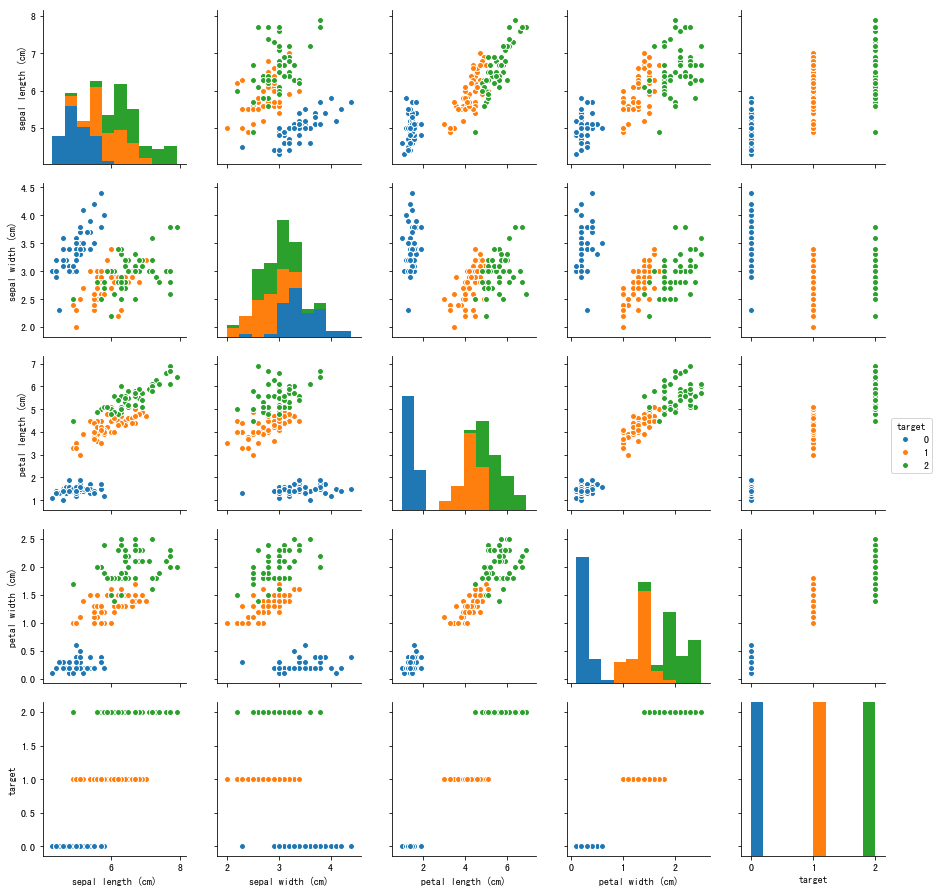 8
7
6
5
sepal length (cm)
4.5
4.0
3.5
3.0
2.5
2.0
sepal width (cm)
7
6
5
4
3
2
1
petal length (cm)
target
0
1
2
2.5
2.0
1.5
1.0
0.5
0.0
petal width (cm)
2.0
1.5
1.0
0.5
0.0
target
6 8
2 3 4
2 4 6
0 1 2
0 1 2
sepal length (cm)
sepal width (cm)
petal length (cm)
petal width (cm)
target